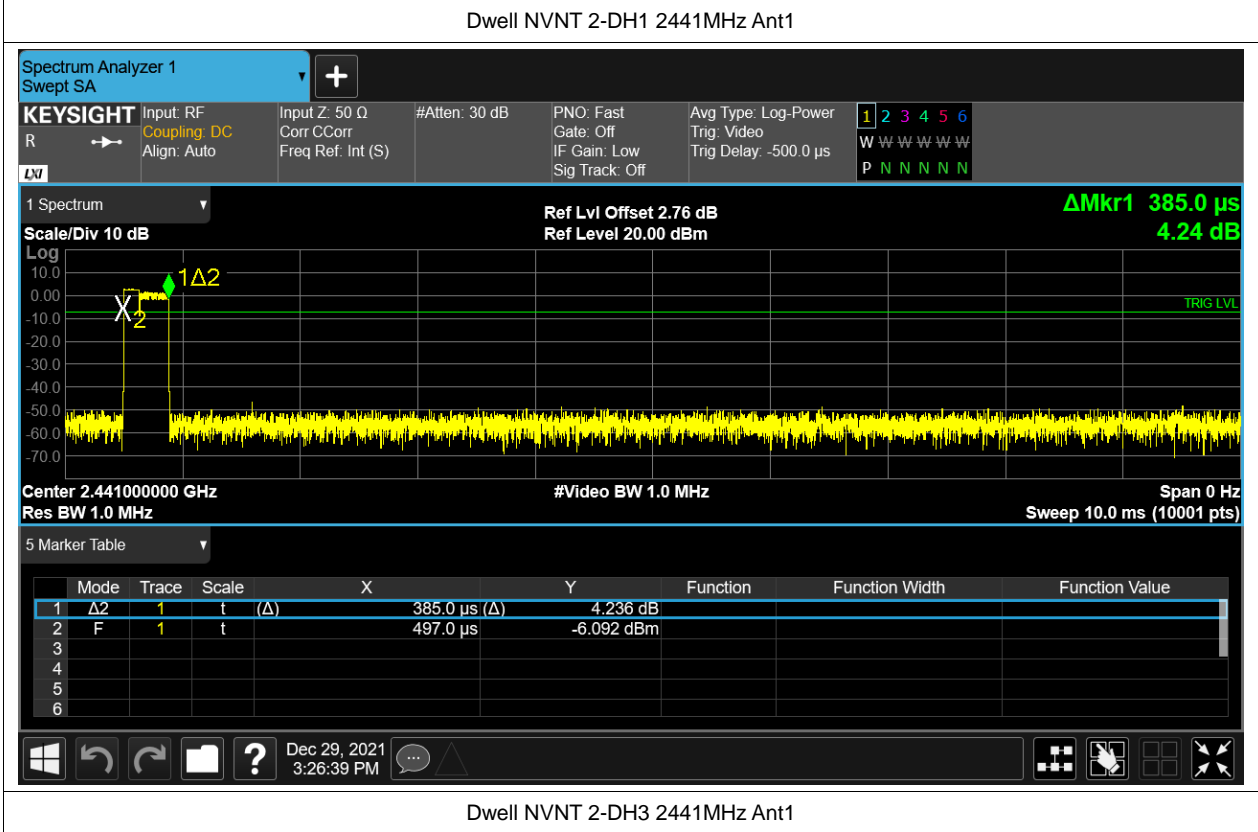 Dwell NVNT 2-DH1 2441MHz Ant1
Spectrum Analyzer 1
Swept SA
KEYSIGHT
R
LXI
Input: RF
Coupling: DC
Align: Auto
Input Z: 50 Ω
Corr CCorr
Freq Ref: Int (S)
#Atten: 30 dB
PNO: Fast
Gate: Off
IF Gain: Low
Sig Track: Off
Avg Type: Log-Power
Trig: Video
Trig Delay: -500.0 µs
1 2 3 4 5 6
W W W W W W
P N N N N N
1 Spectrum
Scale/Div 10 dB
Ref Lvl Offset 2.76 dB
Ref Level 20.00 dBm
ΔMkr1 385.0 µs
4.24 dB
Log
10.0
0.00
-10.0
-20.0
-30.0
-40.0
-50.0
-60.0
-70.0
1Δ2
X
2
TRIG LVL
Center 2.441000000 GHz
#Video BW 1.0 MHz
Span 0 Hz
Res BW 1.0 MHz
Sweep 10.0 ms (10001 pts)
5 Marker Table
Mode Trace Scale X Y Function Function Width Function Value
1 Δ2 1 t (Δ) 385.0 µs (Δ) 4.236 dB
2 F 1 t 497.0 µs -6.092 dBm
3
4
5
6
?
Dec 29, 2021
3:26:39 PM
Dwell NVNT 2-DH3 2441MHz Ant1